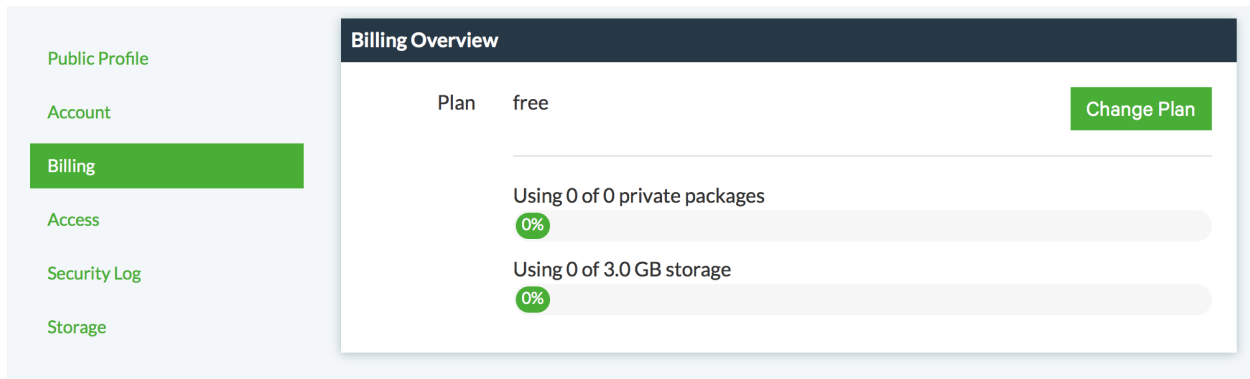 Public Profile
Account
Billing
Access
Security Log
Storage
Billing Overview
Plan free
Change Plan
Using 0 of 0 private packages
0%
Using 0 of 3.0 GB storage
0%